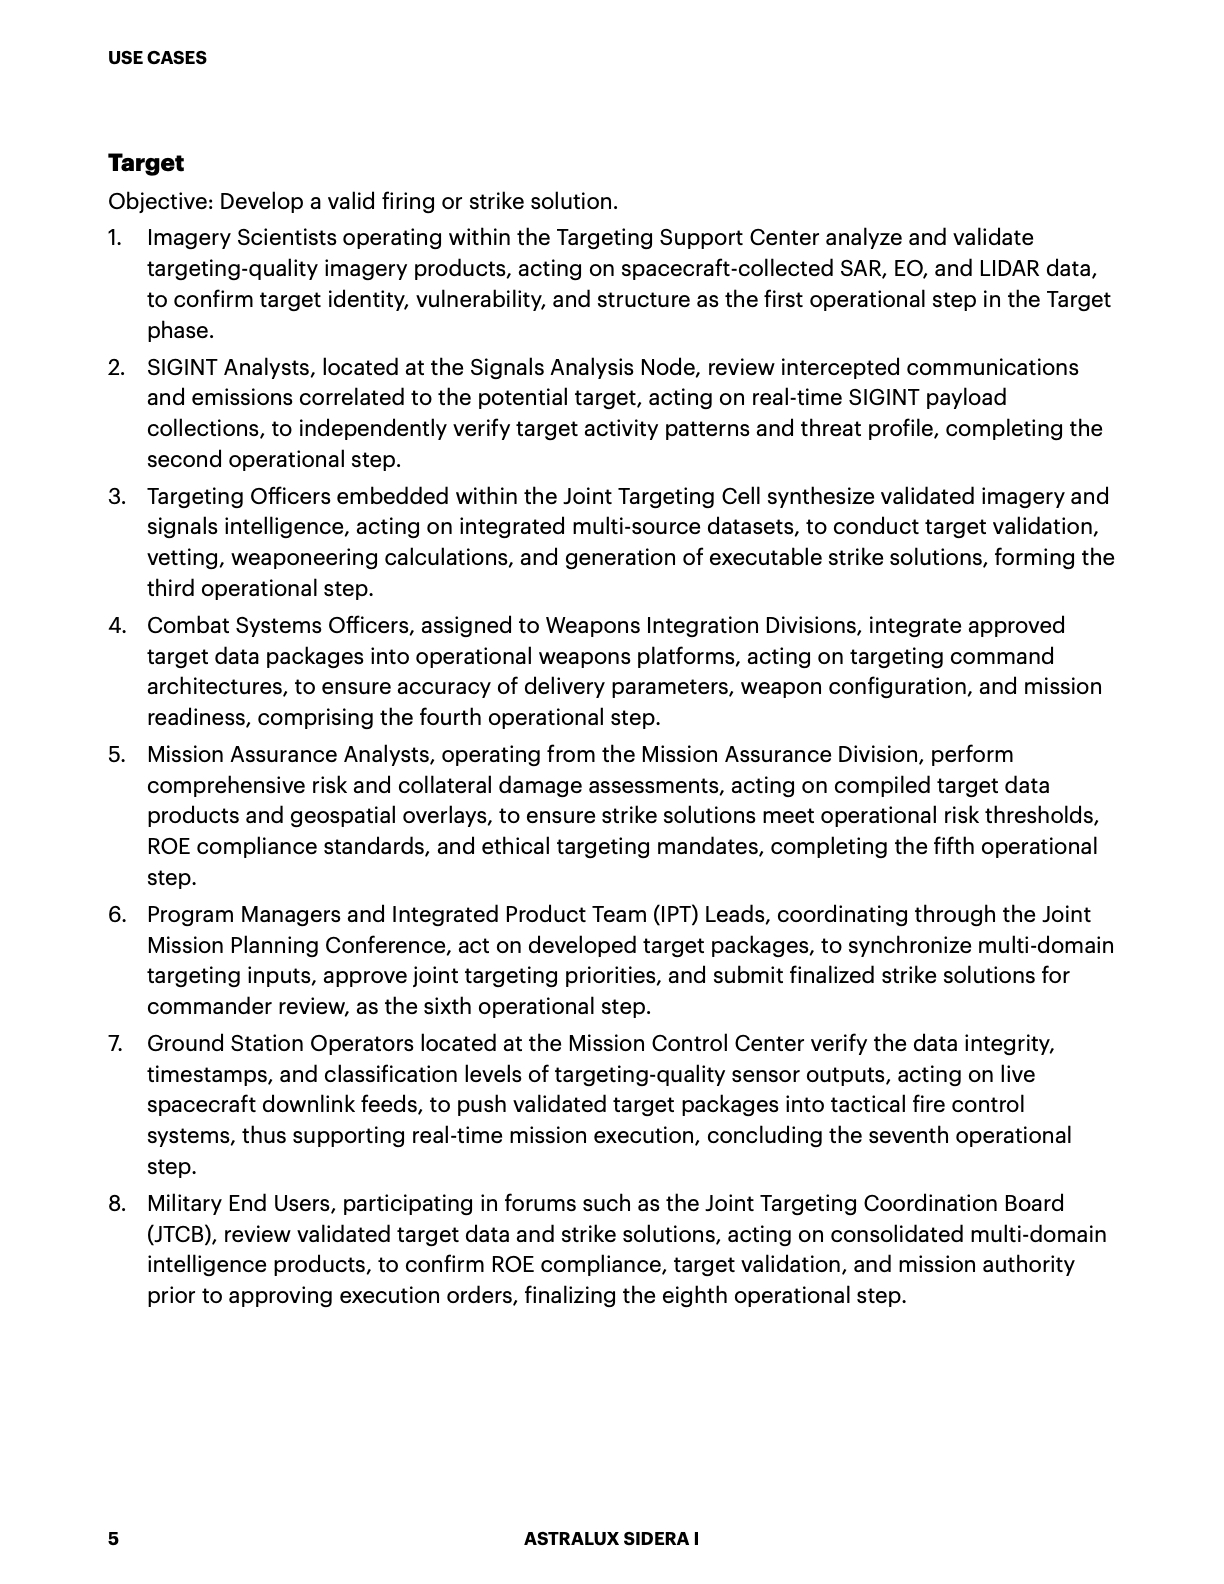 USE CASES
Target
Objective: Develop a valid firing or strike solution.
1. Imagery Scientists operating within the Targeting Support Center analyze and validate
targeting-quality imagery products, acting on spacecraft-collected SAR, EO, and LIDAR data,
to confirm target identity, vulnerability, and structure as the first operational step in the Target
phase.
2. SIGINT Analysts, located at the Signals Analysis Node, review intercepted communications
and emissions correlated to the potential target, acting on real-time SIGINT payload
collections, to independently verify target activity patterns and threat profile, completing the
second operational step.
3. Targeting Officers embedded within the Joint Targeting Cell synthesize validated imagery and
signals intelligence, acting on integrated multi-source datasets, to conduct target validation,
vetting, weaponeering calculations, and generation of executable strike solutions, forming the
third operational step.
4. Combat Systems Officers, assigned to Weapons Integration Divisions, integrate approved
target data packages into operational weapons platforms, acting on targeting command
architectures, to ensure accuracy of delivery parameters, weapon configuration, and mission
readiness, comprising the fourth operational step.
5. Mission Assurance Analysts, operating from the Mission Assurance Division, perform
comprehensive risk and collateral damage assessments, acting on compiled target data
products and geospatial overlays, to ensure strike solutions meet operational risk thresholds,
ROE compliance standards, and ethical targeting mandates, completing the fifth operational
step.
6. Program Managers and Integrated Product Team (IPT) Leads, coordinating through the Joint
Mission Planning Conference, act on developed target packages, to synchronize multi-domain
targeting inputs, approve joint targeting priorities, and submit finalized strike solutions for
commander review, as the sixth operational step.
7. Ground Station Operators located at the Mission Control Center verify the data integrity,
timestamps, and classification levels of targeting-quality sensor outputs, acting on live
spacecraft downlink feeds, to push validated target packages into tactical fire control
systems, thus supporting real-time mission execution, concluding the seventh operational
step.
8. Military End Users, participating in forums such as the Joint Targeting Coordination Board
(JTCB), review validated target data and strike solutions, acting on consolidated multi-domain
intelligence products, to confirm ROE compliance, target validation, and mission authority
prior to approving execution orders, finalizing the eighth operational step.
5 ASTRALUX SIDERA I